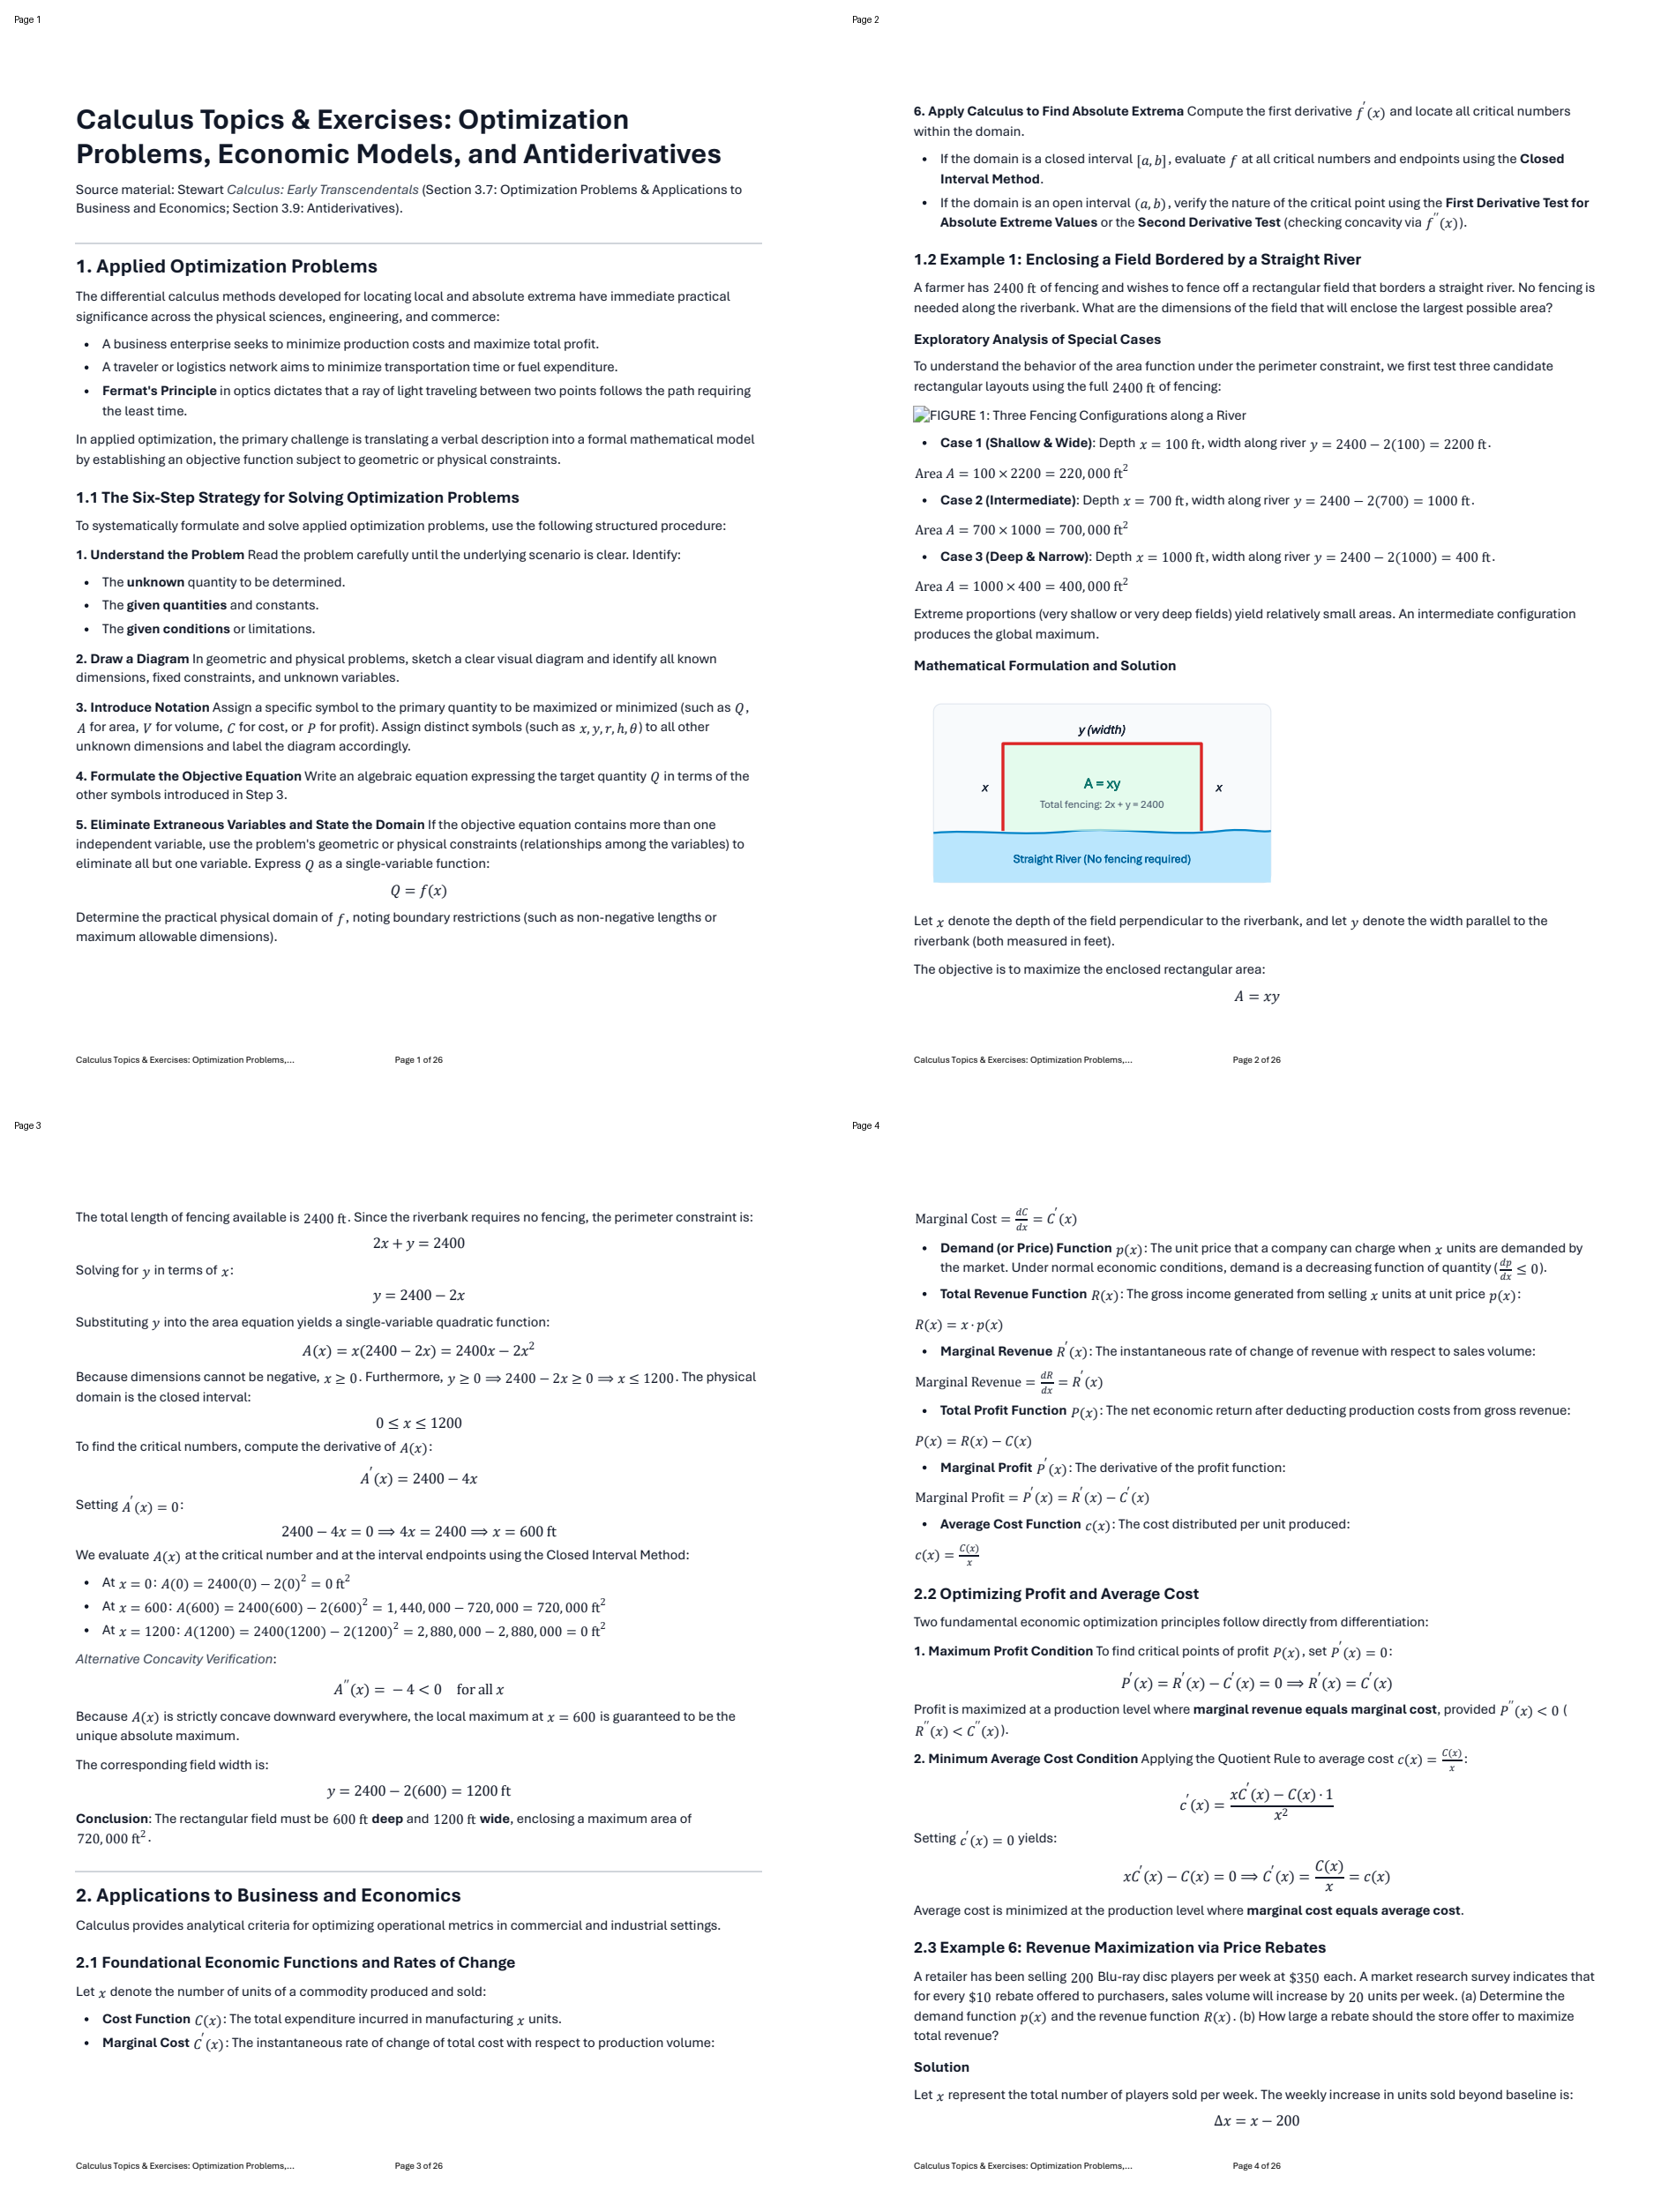 Page 1
Calculus Topics & Exercises: Optimization
Problems, Economic Models, and Antiderivatives
Source material: Stewart Calculus: Early Transcendentals (Section 3.7: Optimization Problems & Applications to
Business and Economics; Section 3.9: Antiderivatives).
1. Applied Optimization Problems
The differential calculus methods developed for locating local and absolute extrema have immediate practical
significance across the physical sciences, engineering, and commerce:
• A business enterprise seeks to minimize production costs and maximize total profit.
• A traveler or logistics network aims to minimize transportation time or fuel expenditure.
• Fermat's Principle in optics dictates that a ray of light traveling between two points follows the path requiring
the least time.
In applied optimization, the primary challenge is translating a verbal description into a formal mathematical model
by establishing an objective function subject to geometric or physical constraints.
1.1 The Six-Step Strategy for Solving Optimization Problems
To systematically formulate and solve applied optimization problems, use the following structured procedure:
1. Understand the Problem Read the problem carefully until the underlying scenario is clear. Identify:
• The unknown quantity to be determined.
• The given quantities and constants.
• The given conditions or limitations.
2. Draw a Diagram In geometric and physical problems, sketch a clear visual diagram and identify all known
dimensions, fixed constraints, and unknown variables.
3. Introduce Notation Assign a specific symbol to the primary quantity to be maximized or minimized (such as Q,
A for area, V for volume, C for cost, or P for profit). Assign distinct symbols (such as x, y, r, h, θ) to all other
unknown dimensions and label the diagram accordingly.
4. Formulate the Objective Equation Write an algebraic equation expressing the target quantity Q in terms of the
other symbols introduced in Step 3.
5. Eliminate Extraneous Variables and State the Domain If the objective equation contains more than one
independent variable, use the problem's geometric or physical constraints (relationships among the variables) to
eliminate all but one variable. Express Q as a single-variable function:
Q = f(x)
Determine the practical physical domain of f, noting boundary restrictions (such as non-negative lengths or
maximum allowable dimensions).
Calculus Topics & Exercises: Optimization Problems,... Page 1 of 26
Page 2
6. Apply Calculus to Find Absolute Extrema Compute the first derivative f′(x) and locate all critical numbers
within the domain.
• If the domain is a closed interval [a, b], evaluate f at all critical numbers and endpoints using the Closed
Interval Method.
• If the domain is an open interval (a, b), verify the nature of the critical point using the First Derivative Test for
Absolute Extreme Values or the Second Derivative Test (checking concavity via f″(x)).
1.2 Example 1: Enclosing a Field Bordered by a Straight River
A farmer has 2400 ft of fencing and wishes to fence off a rectangular field that borders a straight river. No fencing is
needed along the riverbank. What are the dimensions of the field that will enclose the largest possible area?
Exploratory Analysis of Special Cases
To understand the behavior of the area function under the perimeter constraint, we first test three candidate
rectangular layouts using the full 2400 ft of fencing:
FIGURE 1: Three Fencing Configurations along a River
• Case 1 (Shallow & Wide): Depth x = 100 ft, width along river y = 2400 − 2(100) = 2200 ft.
Area A = 100 × 2200 = 220, 000 ft²
• Case 2 (Intermediate): Depth x = 700 ft, width along river y = 2400 − 2(700) = 1000 ft.
Area A = 700 × 1000 = 700, 000 ft²
• Case 3 (Deep & Narrow): Depth x = 1000 ft, width along river y = 2400 − 2(1000) = 400 ft.
Area A = 1000 × 400 = 400, 000 ft²
Extreme proportions (very shallow or very deep fields) yield relatively small areas. An intermediate configuration
produces the global maximum.
Mathematical Formulation and Solution
y (width)
x A = xy x
Total fencing: 2x + y = 2400
Straight River (No fencing required)
Let x denote the depth of the field perpendicular to the riverbank, and let y denote the width parallel to the
riverbank (both measured in feet).
The objective is to maximize the enclosed rectangular area:
A = xy
Calculus Topics & Exercises: Optimization Problems,... Page 2 of 26
Page 3
The total length of fencing available is 2400 ft. Since the riverbank requires no fencing, the perimeter constraint is:
2x + y = 2400
Solving for y in terms of x:
y = 2400 − 2x
Substituting y into the area equation yields a single-variable quadratic function:
A(x) = x(2400 − 2x) = 2400x − 2x²
Because dimensions cannot be negative, x ≥ 0. Furthermore, y ≥ 0 ⟹ 2400 − 2x ≥ 0 ⟹ x ≤ 1200. The physical
domain is the closed interval:
0 ≤ x ≤ 1200
To find the critical numbers, compute the derivative of A(x):
A′(x) = 2400 − 4x
Setting A′(x) = 0:
2400 − 4x = 0 ⟹ 4x = 2400 ⟹ x = 600 ft
We evaluate A(x) at the critical number and at the interval endpoints using the Closed Interval Method:
• At x = 0: A(0) = 2400(0) − 2(0)² = 0 ft²
• At x = 600: A(600) = 2400(600) − 2(600)² = 1, 440, 000 − 720, 000 = 720, 000 ft²
• At x = 1200: A(1200) = 2400(1200) − 2(1200)² = 2, 880, 000 − 2, 880, 000 = 0 ft²
Alternative Concavity Verification:
A″(x) = − 4 < 0 for all x
Because A(x) is strictly concave downward everywhere, the local maximum at x = 600 is guaranteed to be the
unique absolute maximum.
The corresponding field width is:
y = 2400 − 2(600) = 1200 ft
Conclusion: The rectangular field must be 600 ft deep and 1200 ft wide, enclosing a maximum area of
720, 000 ft².
2. Applications to Business and Economics
Calculus provides analytical criteria for optimizing operational metrics in commercial and industrial settings.
2.1 Foundational Economic Functions and Rates of Change
Let x denote the number of units of a commodity produced and sold:
• Cost Function C(x): The total expenditure incurred in manufacturing x units.
• Marginal Cost C′(x): The instantaneous rate of change of total cost with respect to production volume:
Calculus Topics & Exercises: Optimization Problems,... Page 3 of 26
Page 4
Marginal Cost = dC/dx = C′(x)
• Demand (or Price) Function p(x): The unit price that a company can charge when x units are demanded by
the market. Under normal economic conditions, demand is a decreasing function of quantity (dp/dx ≤ 0).
• Total Revenue Function R(x): The gross income generated from selling x units at unit price p(x):
R(x) = x · p(x)
• Marginal Revenue R′(x): The instantaneous rate of change of revenue with respect to sales volume:
Marginal Revenue = dR/dx = R′(x)
• Total Profit Function P(x): The net economic return after deducting production costs from gross revenue:
P(x) = R(x) − C(x)
• Marginal Profit P′(x): The derivative of the profit function:
Marginal Profit = P′(x) = R′(x) − C′(x)
• Average Cost Function c(x): The cost distributed per unit produced:
c(x) = C(x)/x
2.2 Optimizing Profit and Average Cost
Two fundamental economic optimization principles follow directly from differentiation:
1. Maximum Profit Condition To find critical points of profit P(x), set P′(x) = 0:
P′(x) = R′(x) − C′(x) = 0 ⟹ R′(x) = C′(x)
Profit is maximized at a production level where marginal revenue equals marginal cost, provided P″(x) < 0 (
R″(x) < C″(x)).
2. Minimum Average Cost Condition Applying the Quotient Rule to average cost c(x) = C(x)/x:
c′(x) = (xC′(x) − C(x) · 1)/x²
Setting c′(x) = 0 yields:
xC′(x) − C(x) = 0 ⟹ C′(x) = C(x)/x = c(x)
Average cost is minimized at the production level where marginal cost equals average cost.
2.3 Example 6: Revenue Maximization via Price Rebates
A retailer has been selling 200 Blu-ray disc players per week at $350 each. A market research survey indicates that
for every $10 rebate offered to purchasers, sales volume will increase by 20 units per week. (a) Determine the
demand function p(x) and the revenue function R(x). (b) How large a rebate should the store offer to maximize
total revenue?
Solution
Let x represent the total number of players sold per week. The weekly increase in units sold beyond baseline is:
Δx = x − 200
Calculus Topics & Exercises: Optimization Problems,... Page 4 of 26